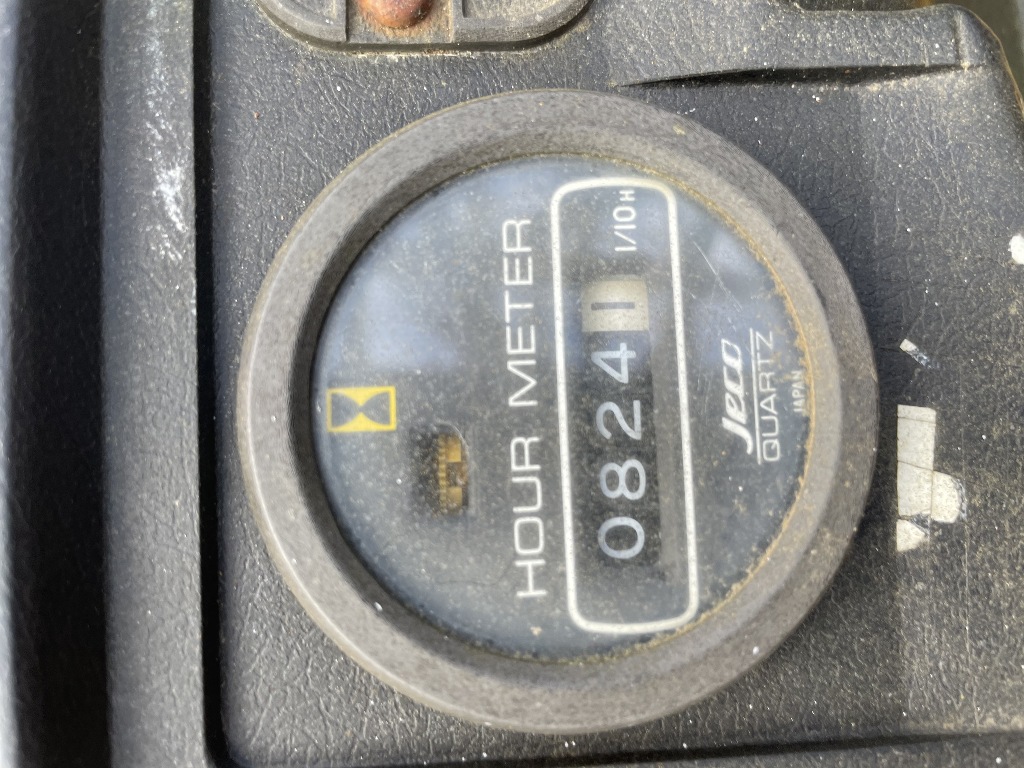 HOUR METER
08241 1/10H
Jeco
QUARTZ
JAPAN